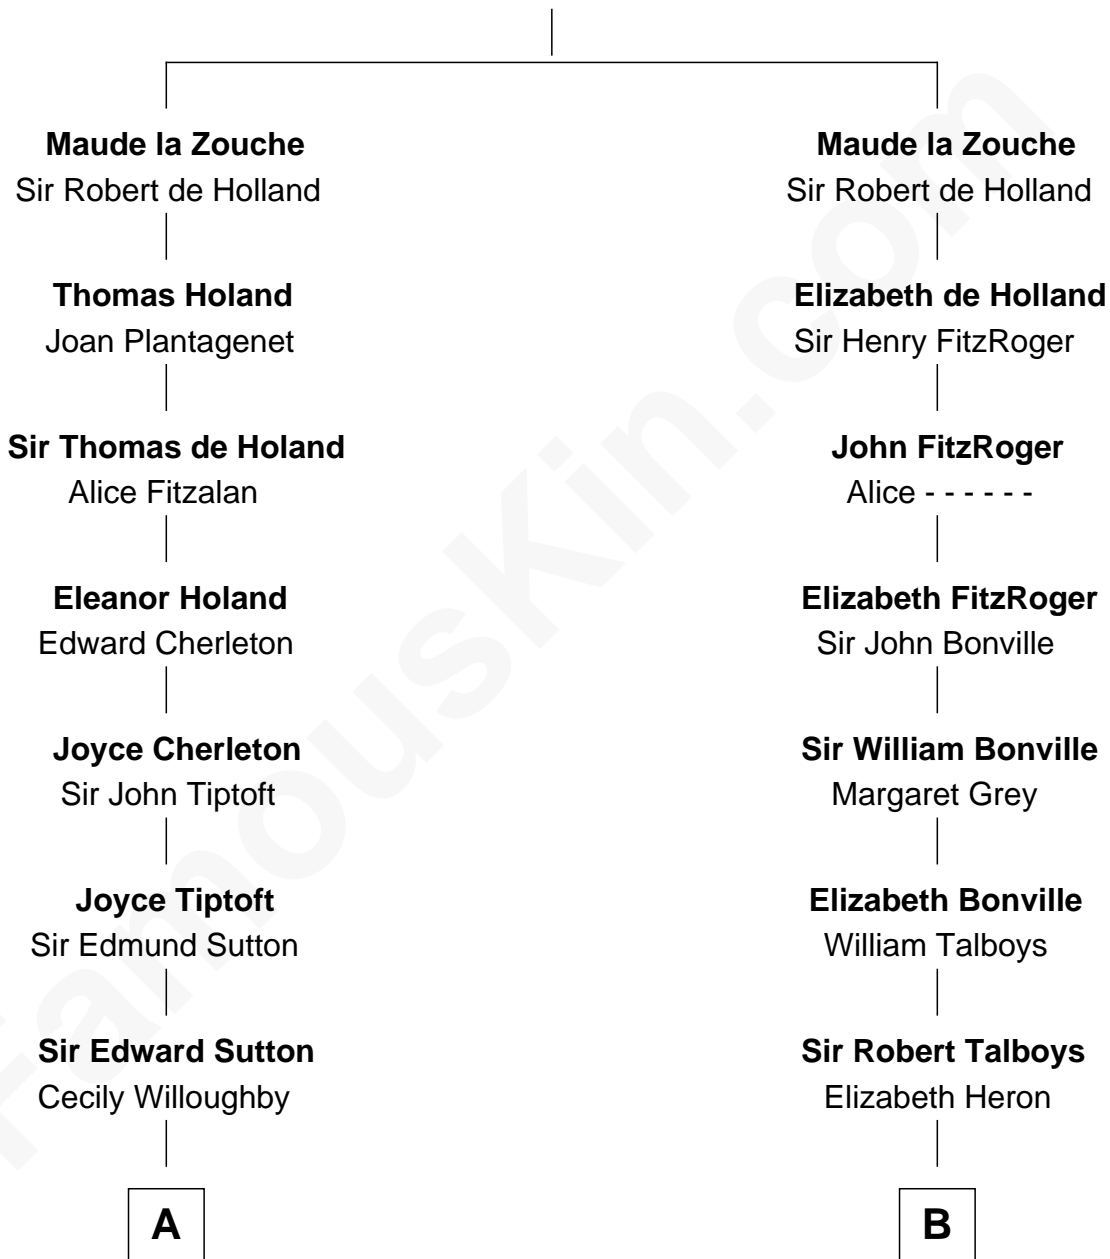 Maude la Zouche
Sir Robert de Holland
Thomas Holand
Joan Plantagenet
Sir Thomas de Holand
Alice Fitzalan
Eleanor Holand
Edward Cherleton
Joyce Cherleton
Sir John Tiptoft
Joyce Tiptoft
Sir Edmund Sutton
Sir Edward Sutton
Cecily Willoughby
A
Maude la Zouche
Sir Robert de Holland
Elizabeth de Holland
Sir Henry FitzRoger
John FitzRoger
Alice - - - - - -
Elizabeth FitzRoger
Sir John Bonville
Sir William Bonville
Margaret Grey
Elizabeth Bonville
William Talboys
Sir Robert Talboys
Elizabeth Heron
B
FamousKin.com